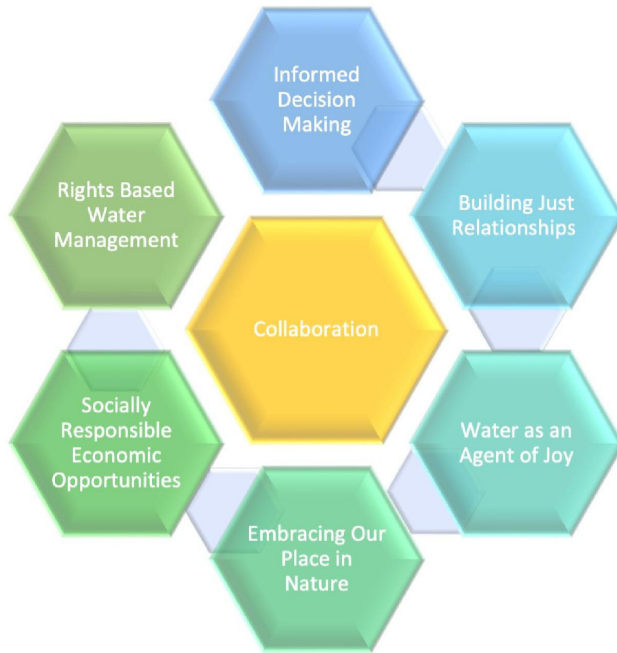 Informed
Decision
Making
Rights Based
Water
Management
Building Just
Relationships
Collaboration
Socially
Responsible
Economic
Opportunities
Water as an
Agent of Joy
Embracing Our
Place in
Nature